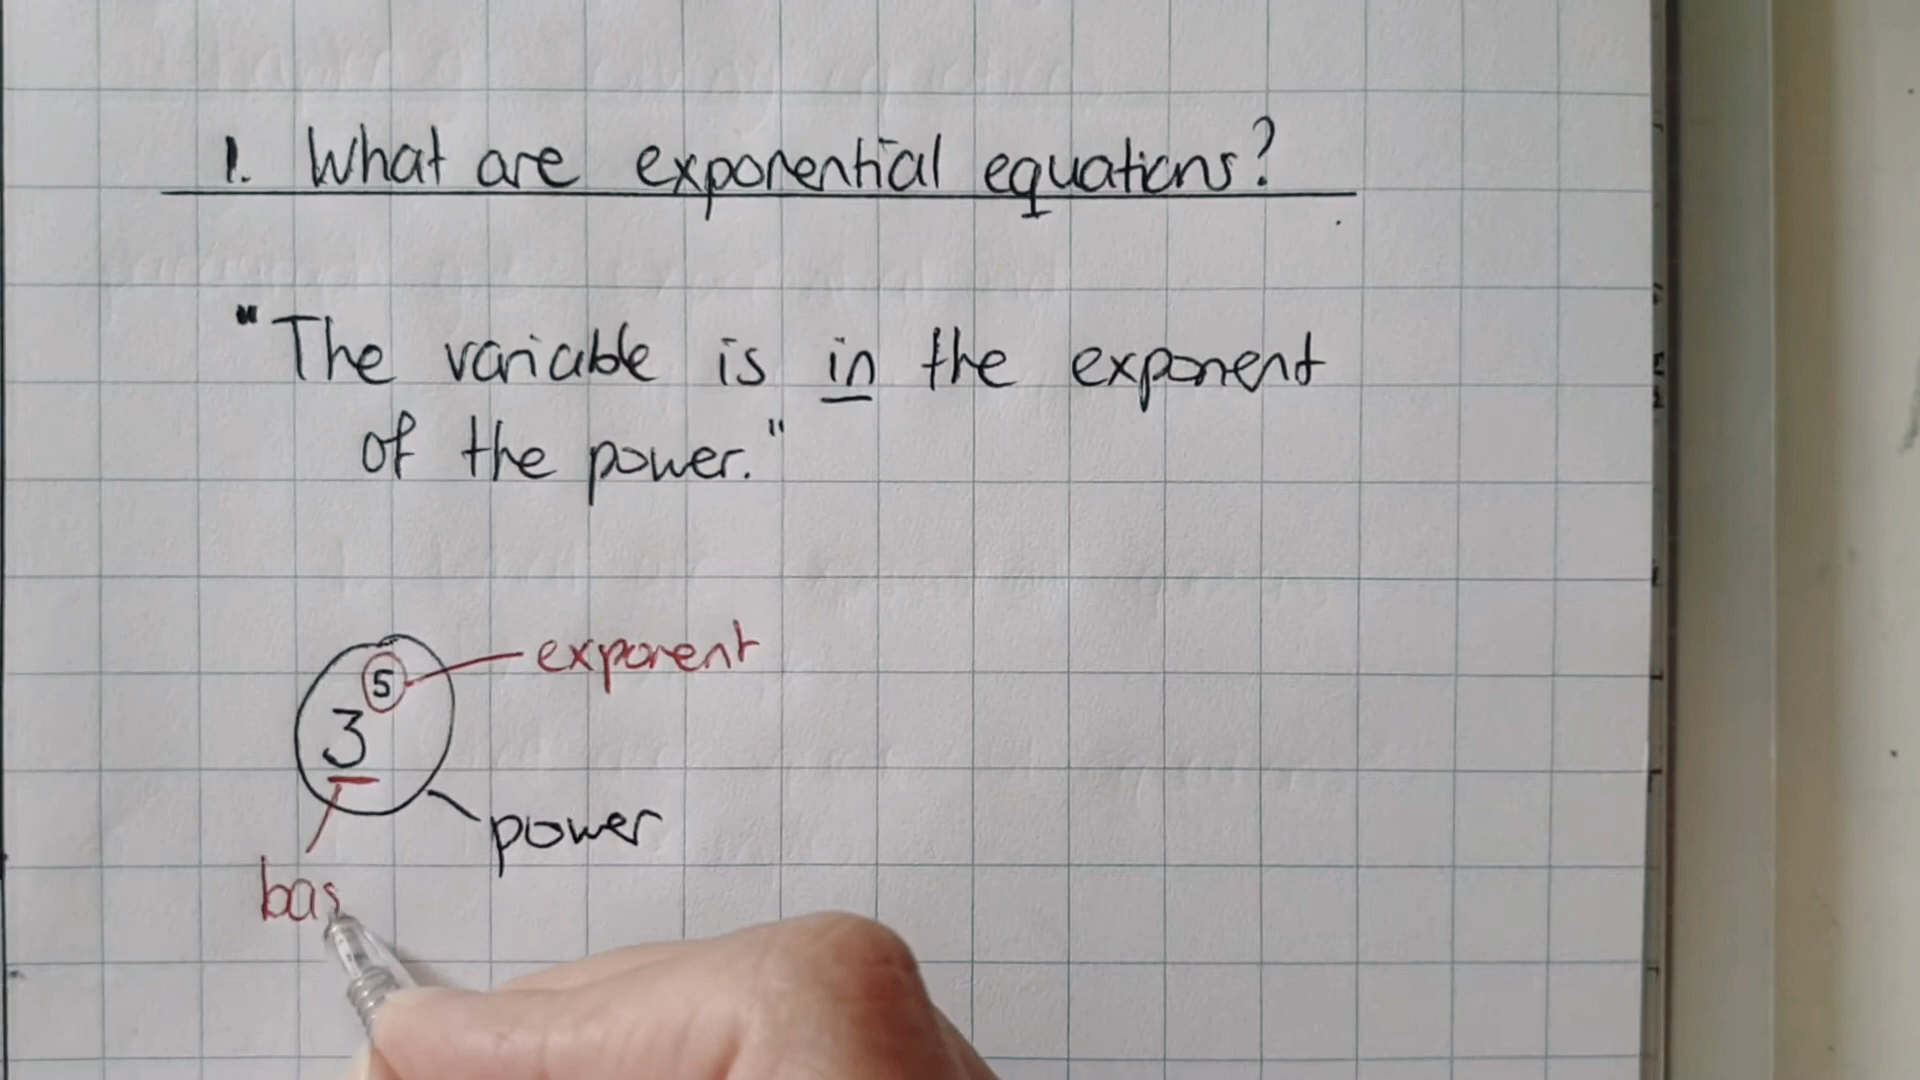 1. What are exponential equations?
"The variable is in the exponent
of the power."
5 exponent
3
power
bas